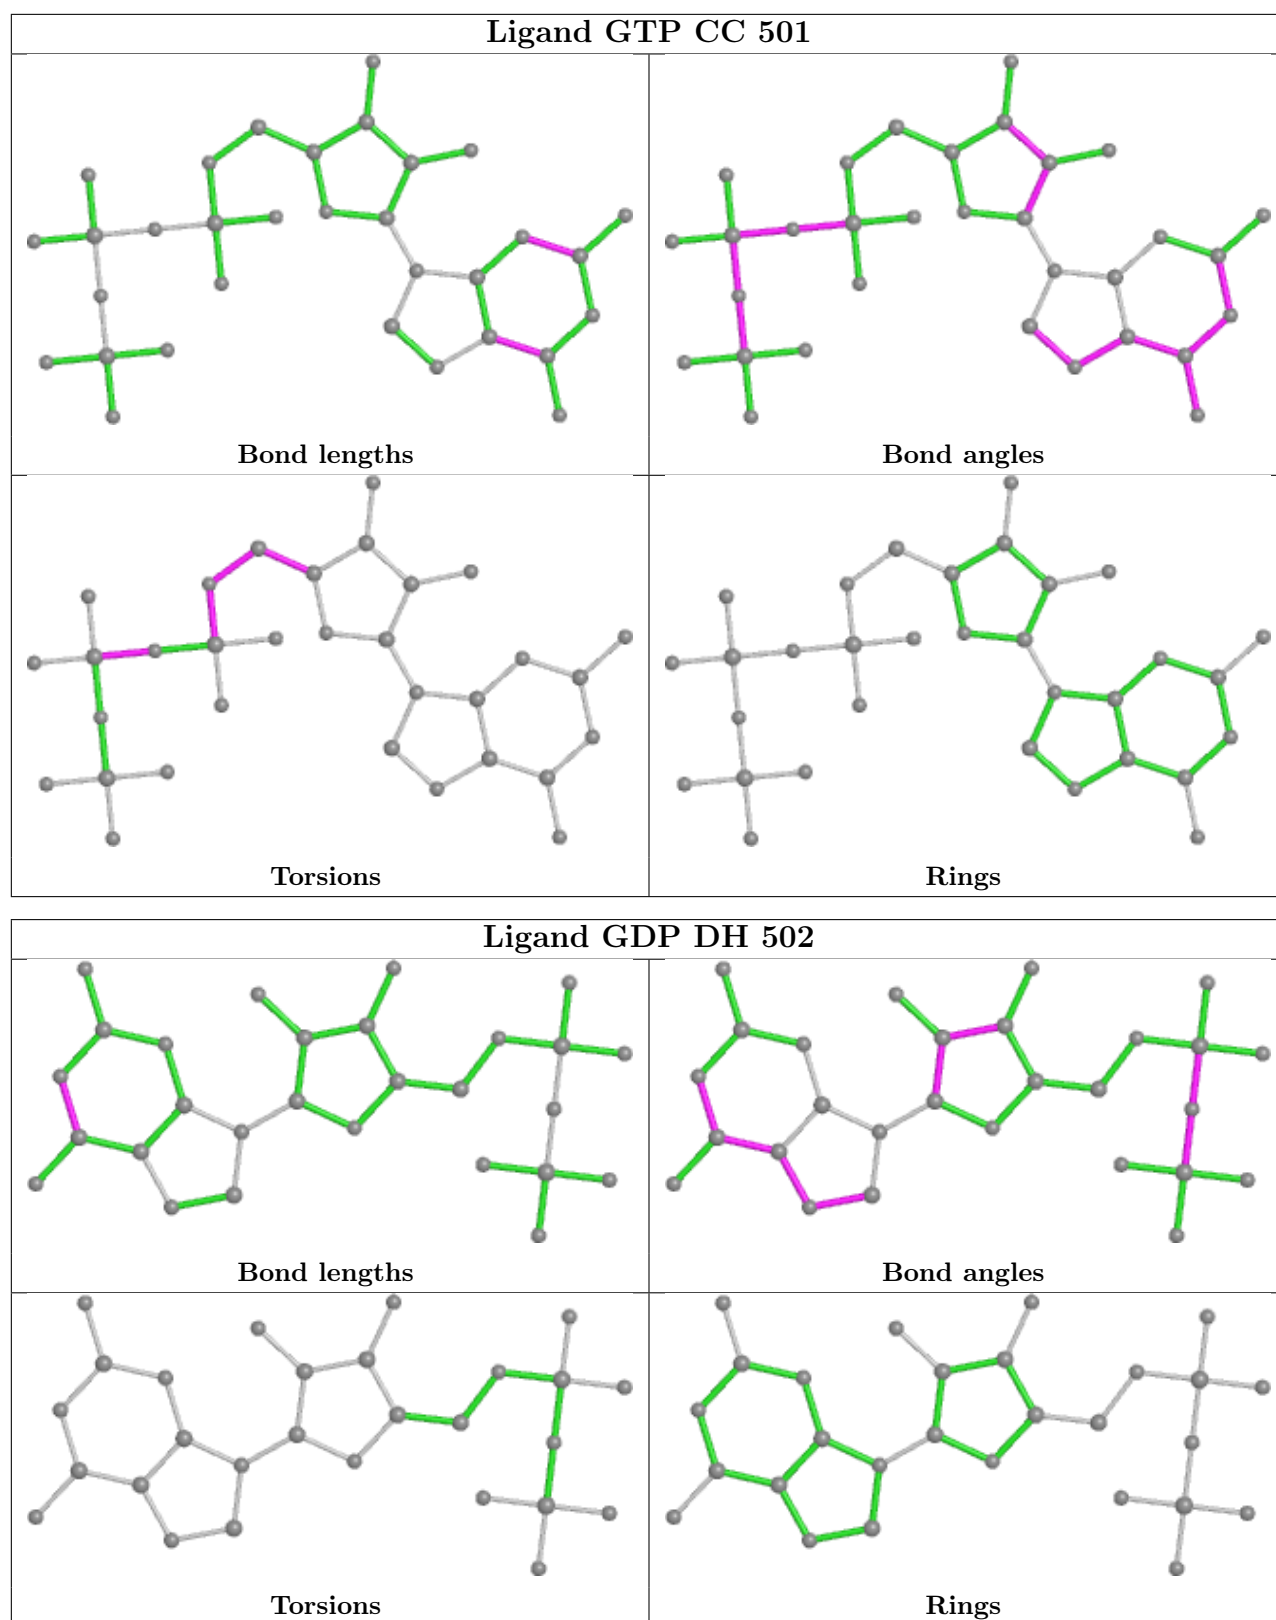 Ligand GTP CC 501
Bond lengths
Bond angles
Torsions
Rings
Ligand GDP DH 502
Bond lengths
Bond angles
Torsions
Rings